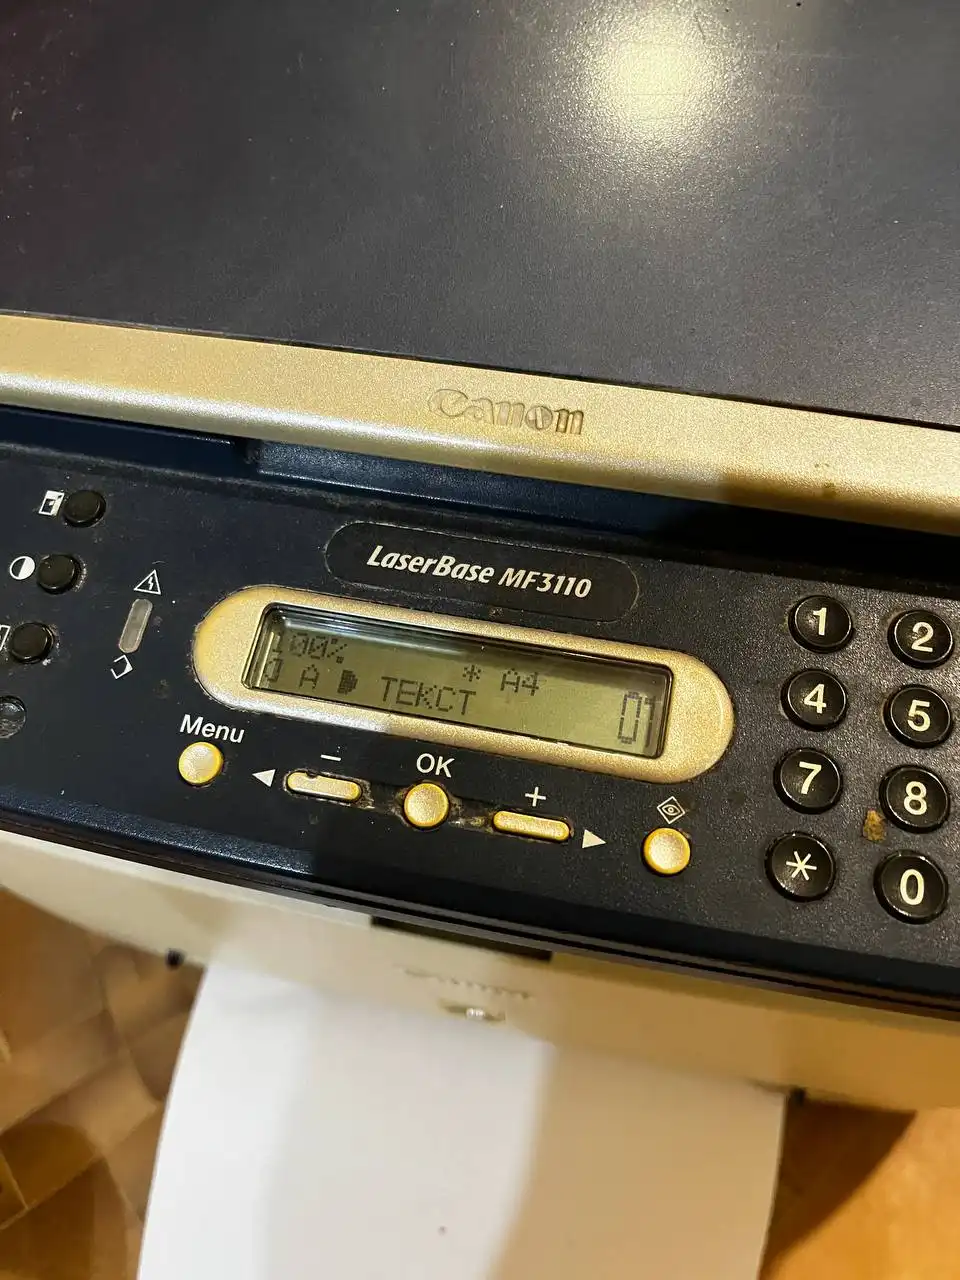 Canon
LaserBase MF3110
100%
* A4
A ТЕКСТ
01
Menu
−
OK
+
1
2
4
5
7
8
*
0